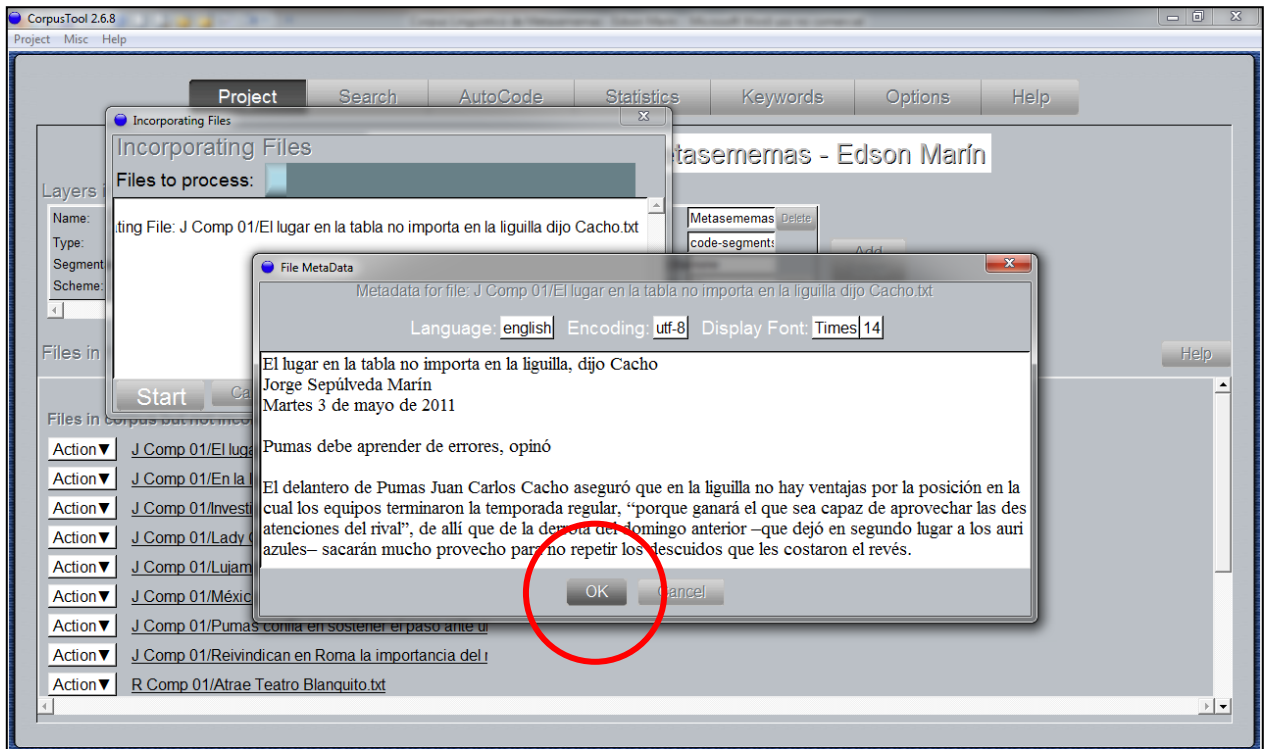 CorpusTool 2.6.8
Project Misc Help
Project Search AutoCode Statistics Keywords Options Help
Incorporating Files
Incorporating Files
Files to process:
etasememas - Edson Marín
Layers i
Name:
Type:
Segment
Scheme:
ting File: J Comp 01/El lugar en la tabla no importa en la liguilla dijo Cacho.txt
Metasememas Delete
code-segments
Add
Start Ca
File MetaData
Metadata for file: J Comp 01/El lugar en la tabla no importa en la liguilla dijo Cacho.txt
Language: english Encoding: utf-8 Display Font: Times 14
El lugar en la tabla no importa en la liguilla, dijo Cacho
Jorge Sepúlveda Marín
Martes 3 de mayo de 2011
Pumas debe aprender de errores, opinó
El delantero de Pumas Juan Carlos Cacho aseguró que en la liguilla no hay ventajas por la posición en la
cual los equipos terminaron la temporada regular, “porque ganará el que sea capaz de aprovechar las des
atenciones del rival”, de allí que de la derrota del domingo anterior –que dejó en segundo lugar a los auri
azules– sacarán mucho provecho para no repetir los descuidos que les costaron el revés.
OK Cancel
Files in
Help
Files in corpus but not inco
Action▼ J Comp 01/El luga
Action▼ J Comp 01/En la
Action▼ J Comp 01/Investi
Action▼ J Comp 01/Lady
Action▼ J Comp 01/Lujam
Action▼ J Comp 01/Méxic
Action▼ J Comp 01/Pumas confía en sostener el paso ante u
Action▼ J Comp 01/Reivindican en Roma la importancia del
Action▼ R Comp 01/Atrae Teatro Blanquito.txt